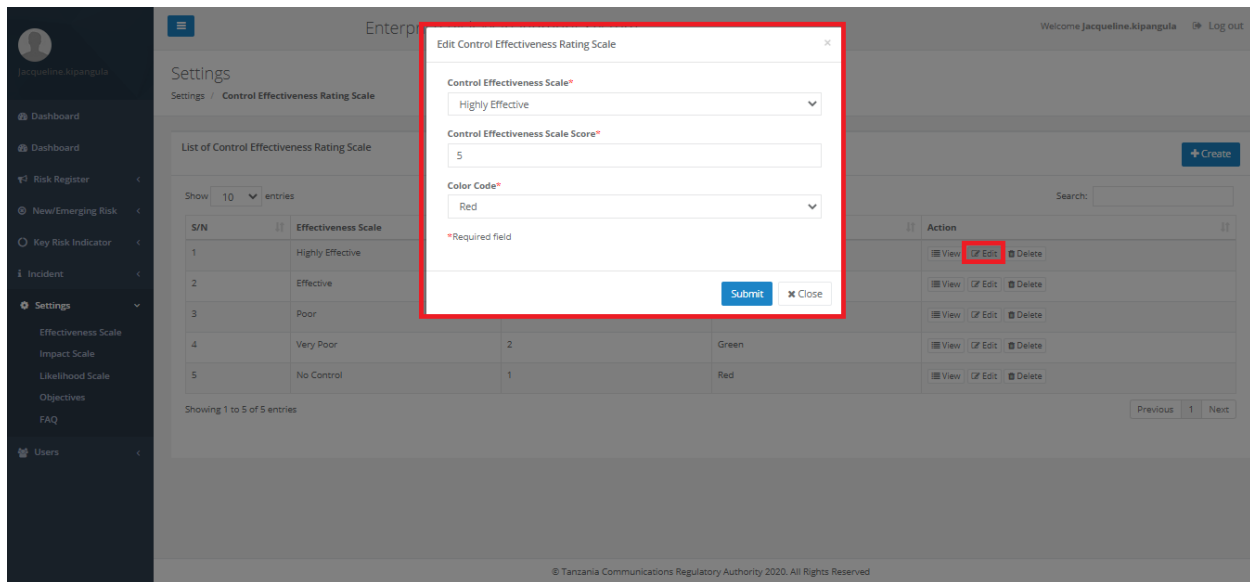 Enterpr
Welcome Jacqueline.kipangula Log out
Jacqueline.kipangula
Settings
Settings / Control Effectiveness Rating Scale
Dashboard
Dashboard
Risk Register
New/Emerging Risk
Key Risk Indicator
Incident
Settings
Effectiveness Scale
Impact Scale
Likelihood Scale
Objectives
FAQ
Users
List of Control Effectiveness Rating Scale
Create
Show 10 entries
Search:
S/N Effectiveness Scale Action
1 Highly Effective View Edit Delete
2 Effective View Edit Delete
3 Poor View Edit Delete
4 Very Poor 2 Green View Edit Delete
5 No Control 1 Red View Edit Delete
Showing 1 to 5 of 5 entries
Previous 1 Next
Edit Control Effectiveness Rating Scale ×
Control Effectiveness Scale*
Highly Effective
Control Effectiveness Scale Score*
5
Color Code*
Red
*Required field
Submit
Close
© Tanzania Communications Regulatory Authority 2020. All Rights Reserved